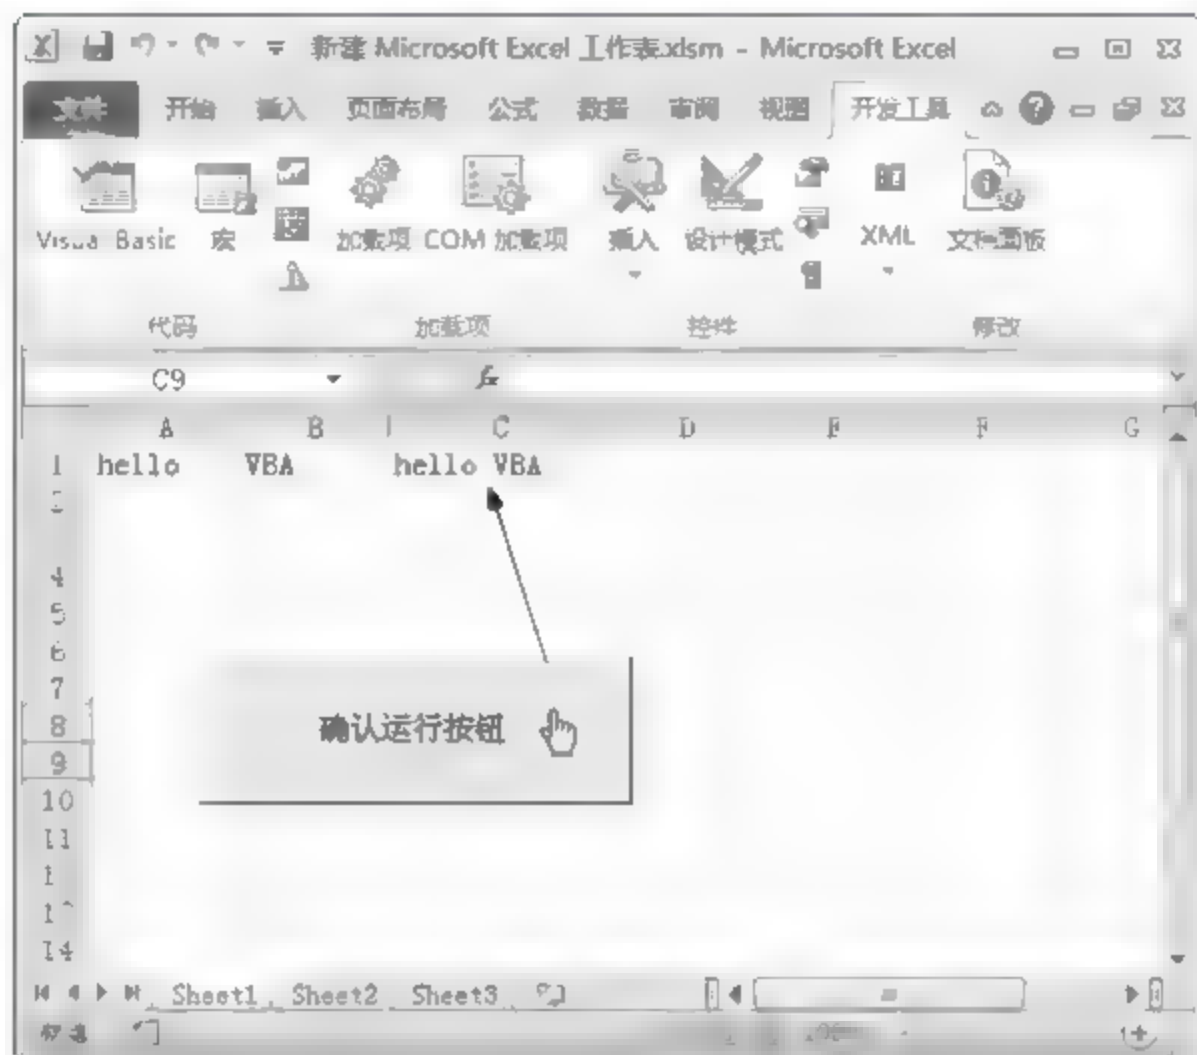 新建 Microsoft Excel 工作表.xlsm - Microsoft Excel
文件 开始 插入 页面布局 公式 数据 审阅 视图 开发工具
Visual Basic 宏 加载项 COM 加载项 插入 设计模式 XML 文档面板
代码 加载项 控件 修改
C9 fx
A B C D E F G
1 hello VBA hello VBA
2
4
5
6
7
8 确认运行按钮
9
10
11
14
Sheet1 Sheet2 Sheet3